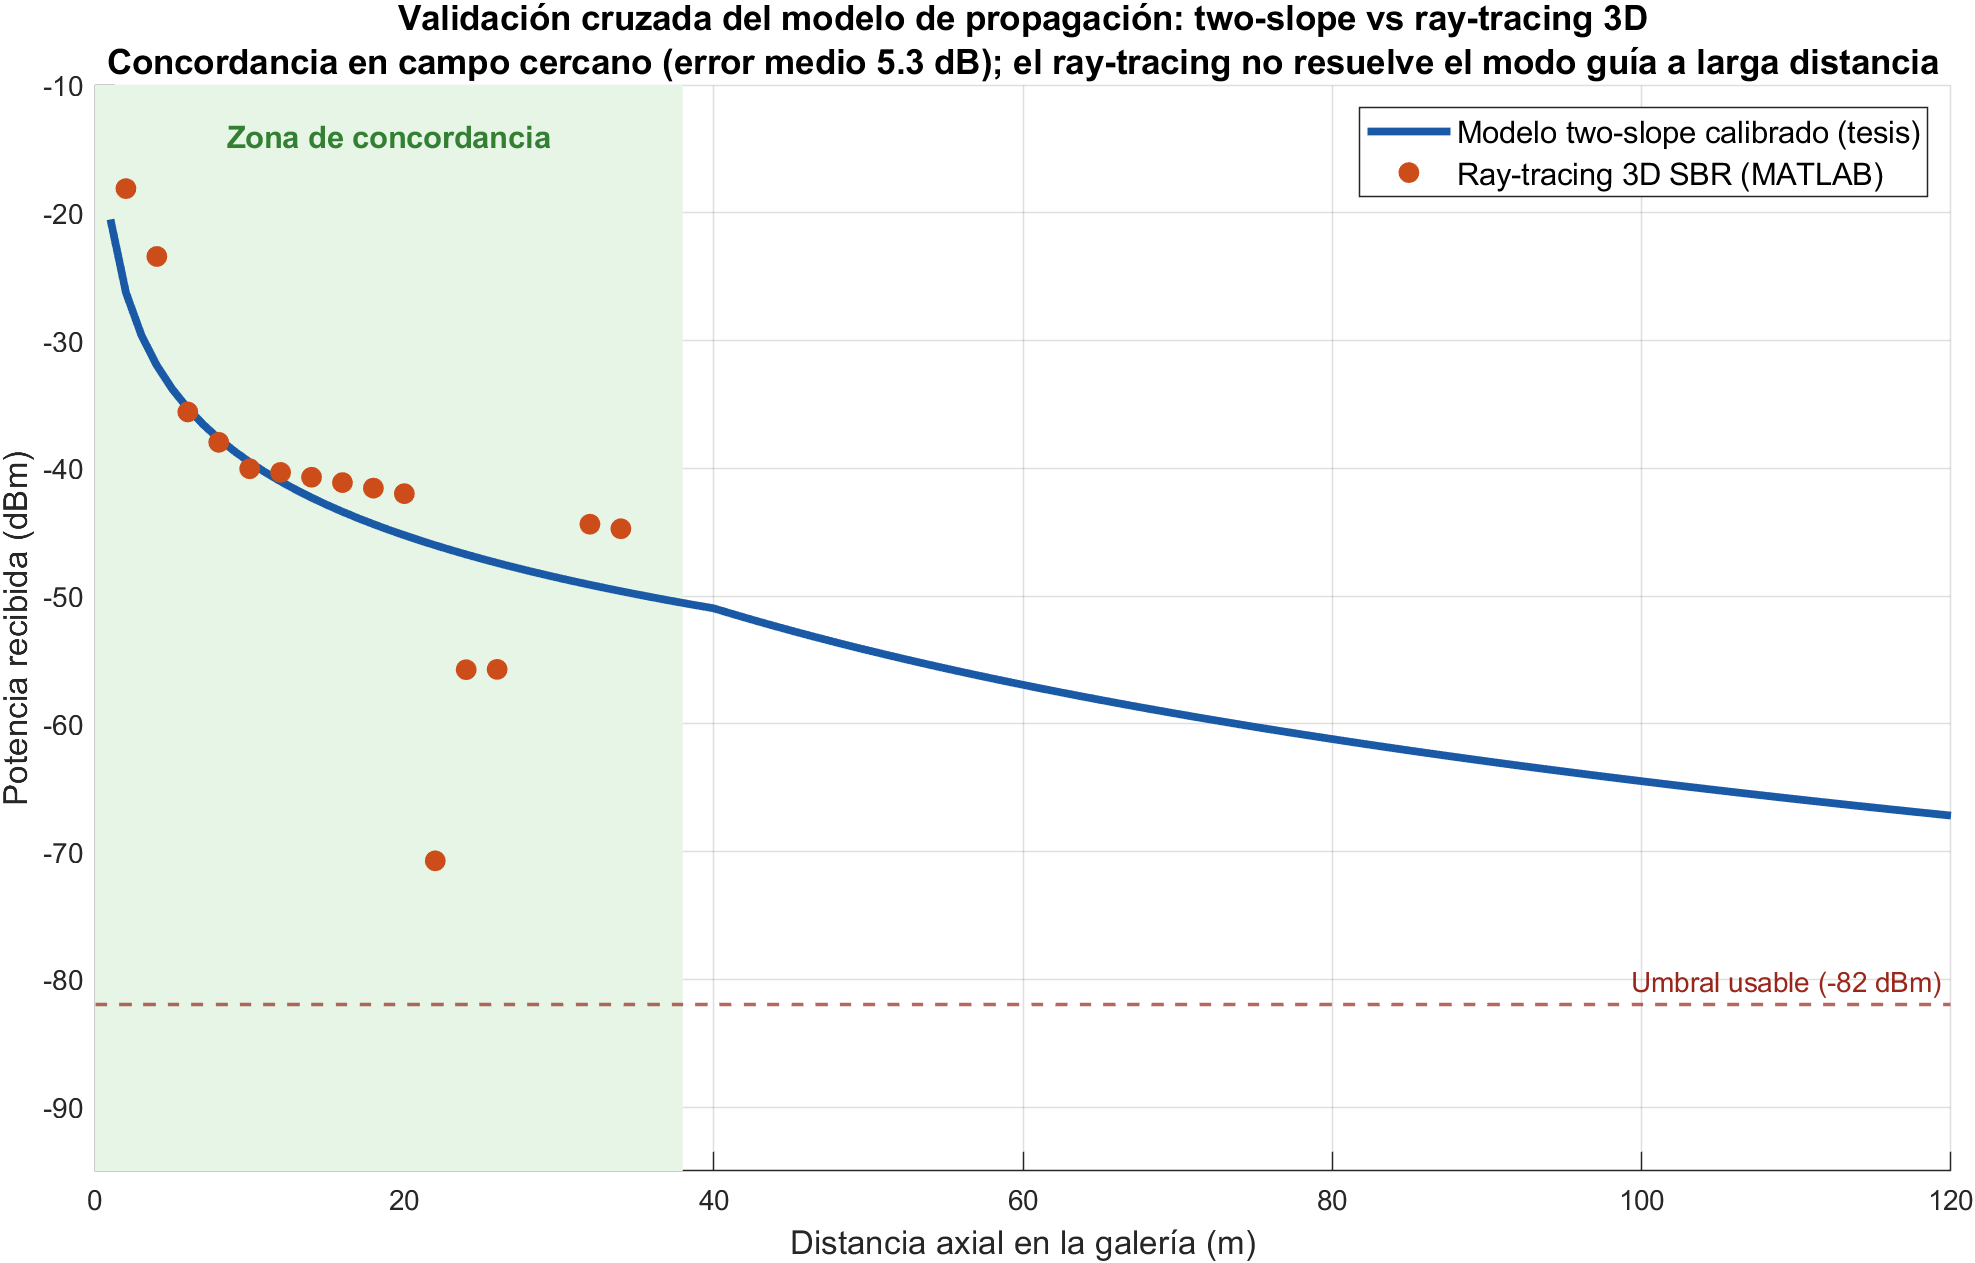 Validación cruzada del modelo de propagación: two-slope vs ray-tracing 3D
Concordancia en campo cercano (error medio 5.3 dB); el ray-tracing no resuelve el modo guía a larga distancia
Zona de concordancia
Modelo two-slope calibrado (tesis)
Ray-tracing 3D SBR (MATLAB)
Potencia recibida (dBm)
-10
-20
-30
-40
-50
-60
-70
-80
-90
Umbral usable (-82 dBm)
0 20 40 60 80 100 120
Distancia axial en la galería (m)